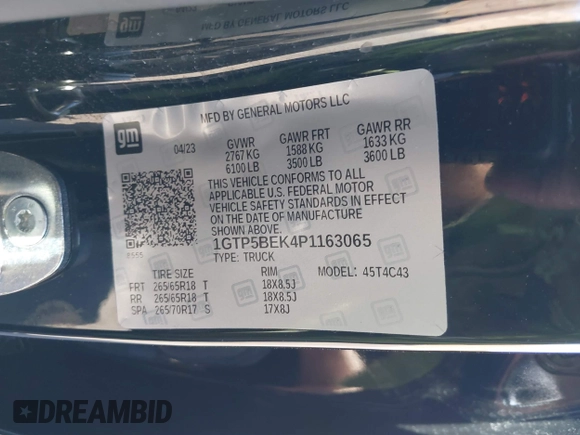 MFD BY GENERAL MOTORS LLC
gm
04/23
GVWR GAWR FRT GAWR RR
2767 KG 1588 KG 1633 KG
6100 LB 3500 LB 3600 LB
THIS VEHICLE CONFORMS TO ALL
APPLICABLE U.S. FEDERAL MOTOR
VEHICLE SAFETY STANDARDS IN EFFECT
ON THE DATE OF MANUFACTURE
SHOWN ABOVE.
1GTP5BEK4P1163065
TYPE: TRUCK
TIRE SIZE RIM MODEL: 45T4C43
FRT 265/65R18 T 18X8.5J
RR 265/65R18 T 18X8.5J
SPA 265/70R17 S 17X8J
DREAMBID